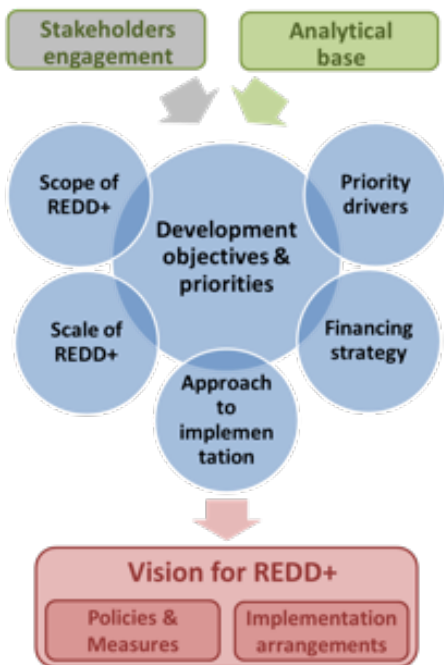 Stakeholders
engagement
Analytical
base
Scope of
REDD+
Priority
drivers
Development
objectives &
priorities
Scale of
REDD+
Financing
strategy
Approach
to
implemen
tation
Vision for REDD+
Policies &
Measures
Implementation
arrangements